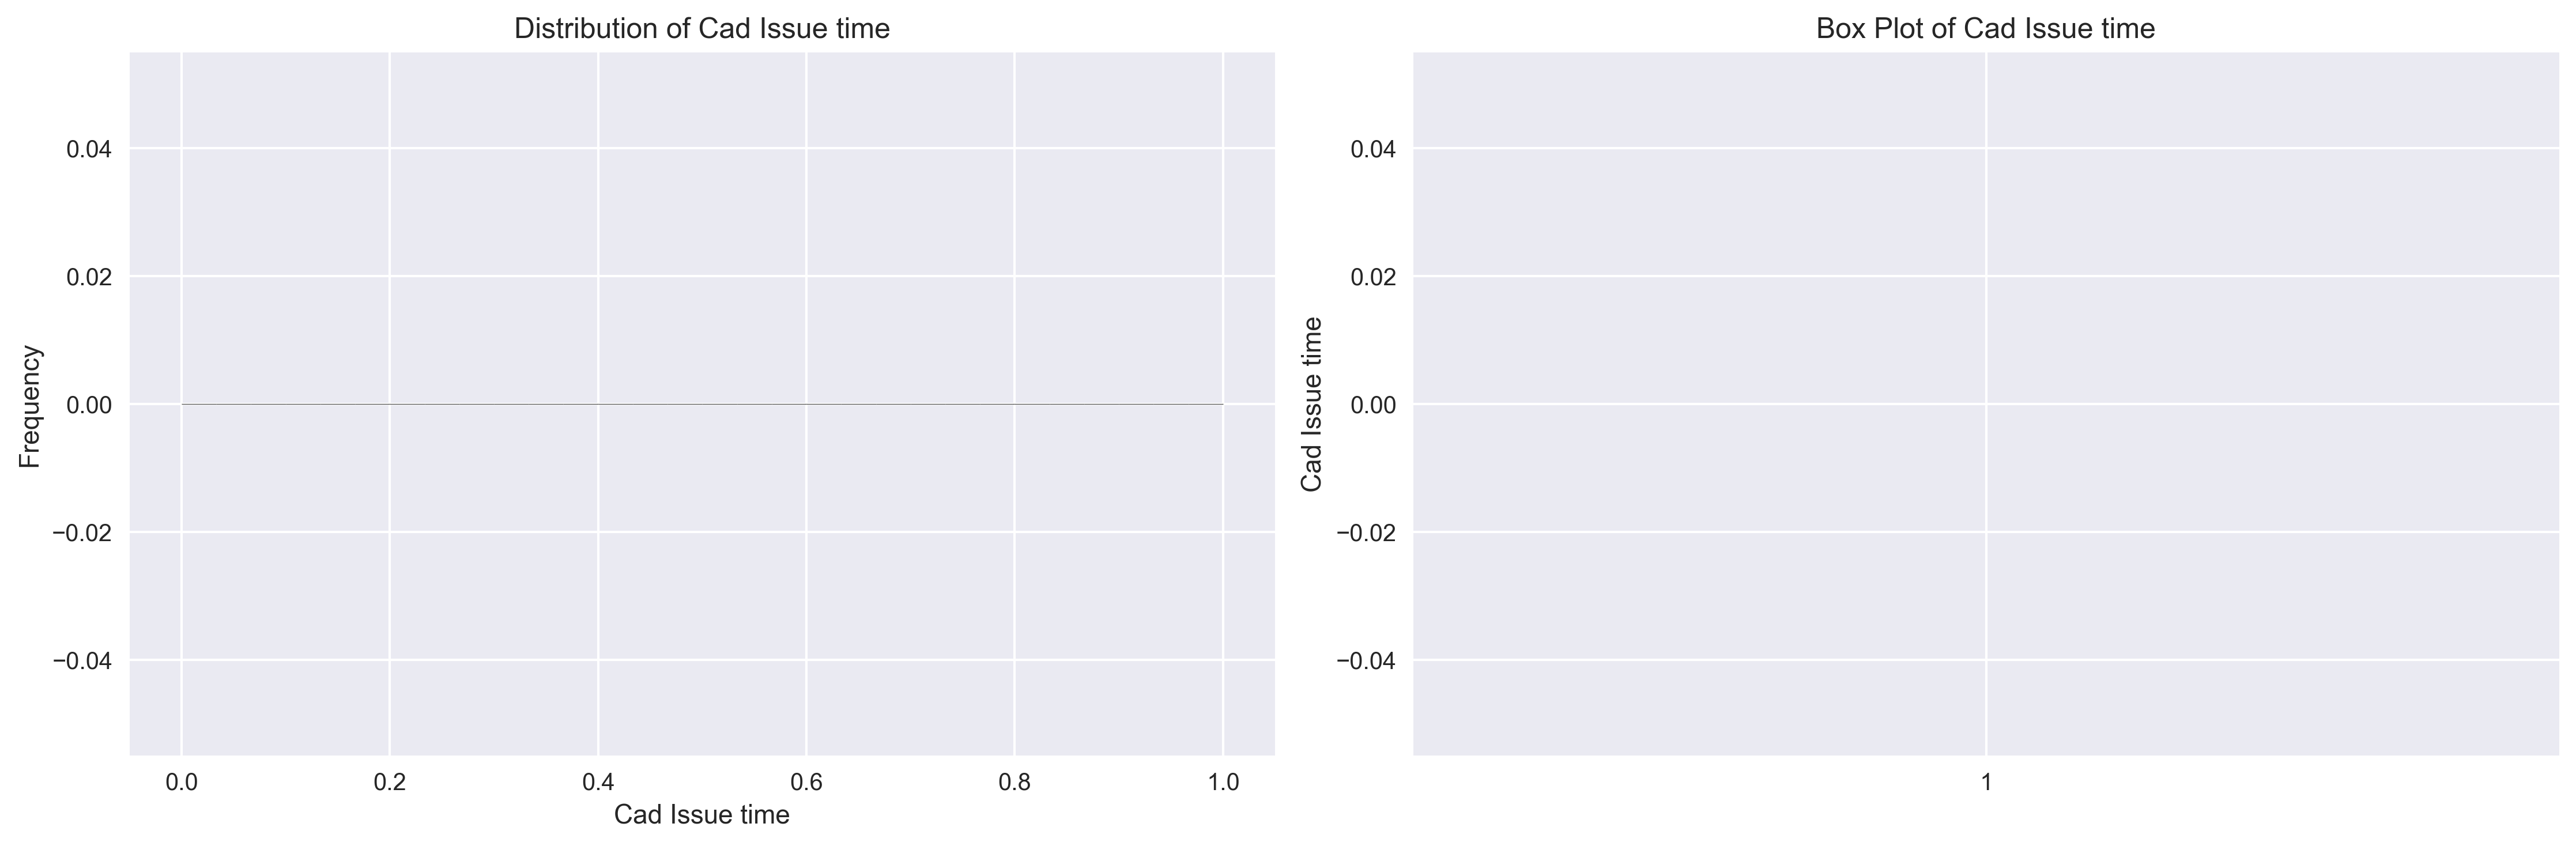 Distribution of Cad Issue time
Frequency
0.04
0.02
0.00
−0.02
−0.04
0.0 0.2 0.4 0.6 0.8 1.0
Cad Issue time
Box Plot of Cad Issue time
Cad Issue time
0.04
0.02
0.00
−0.02
−0.04
1